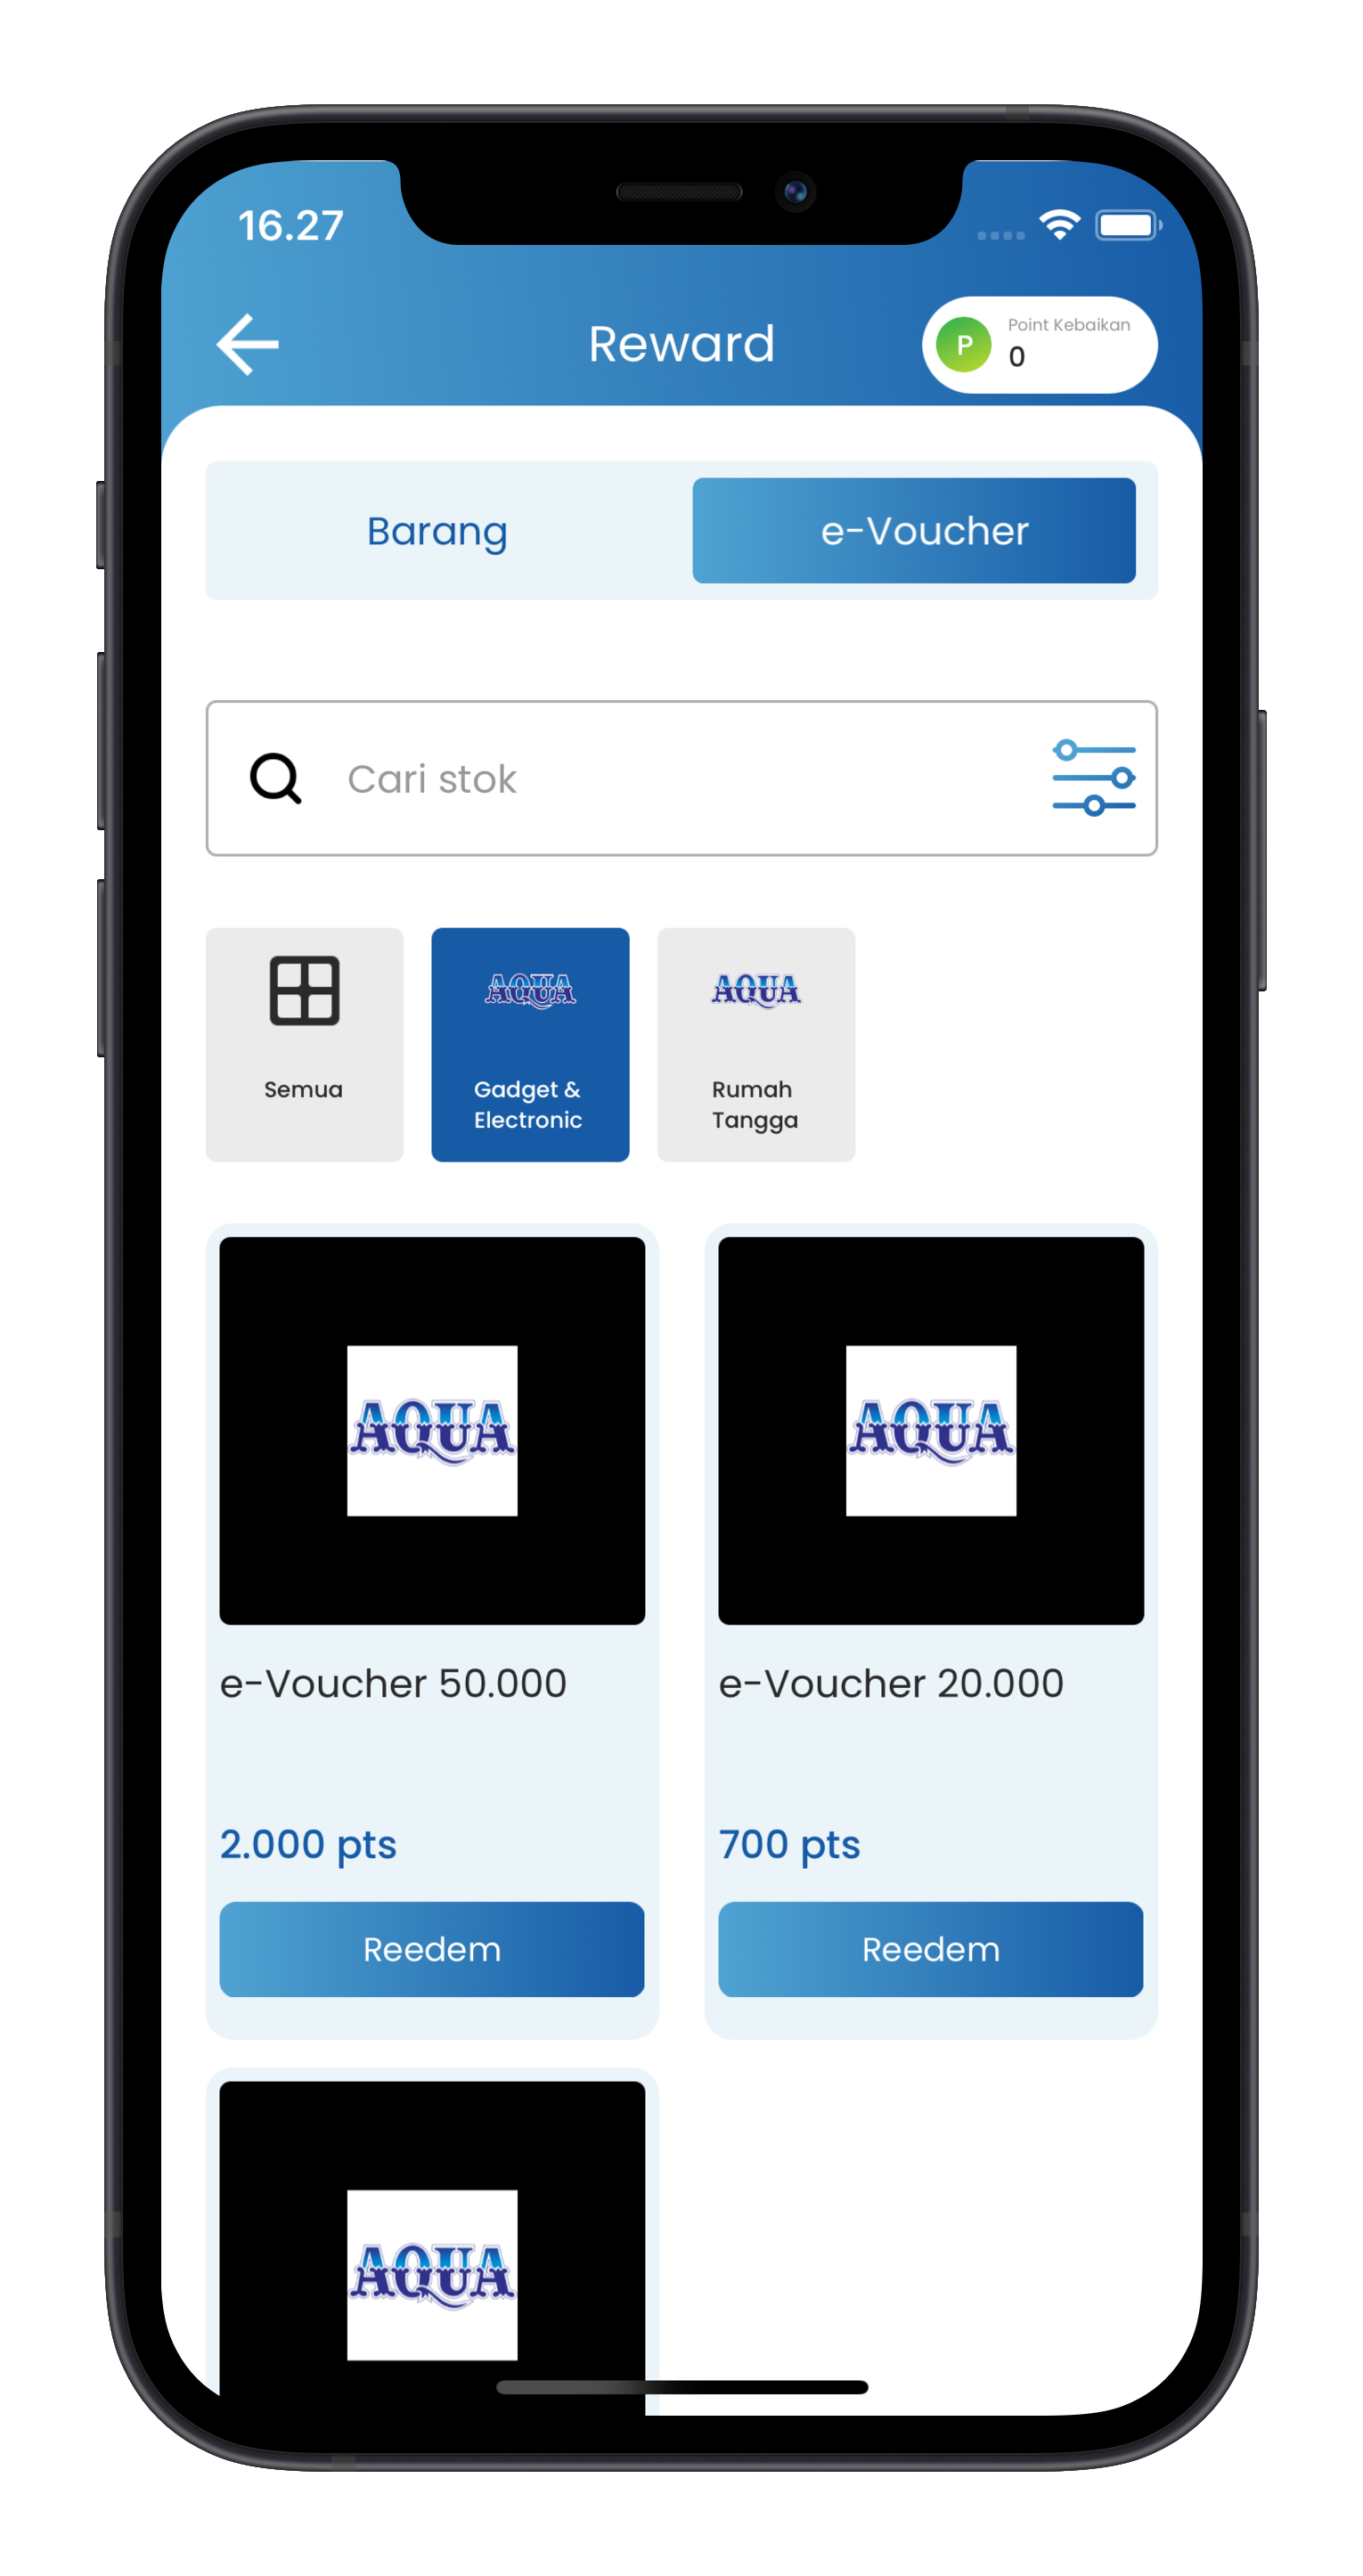 16.27
Reward
Point Kebaikan
P
0
Barang
e-Voucher
Cari stok
AQUA
AQUA
Semua
Gadget &
Electronic
Rumah
Tangga
AQUA
AQUA
e-Voucher 50.000
e-Voucher 20.000
2.000 pts
700 pts
Reedem
Reedem
AQUA